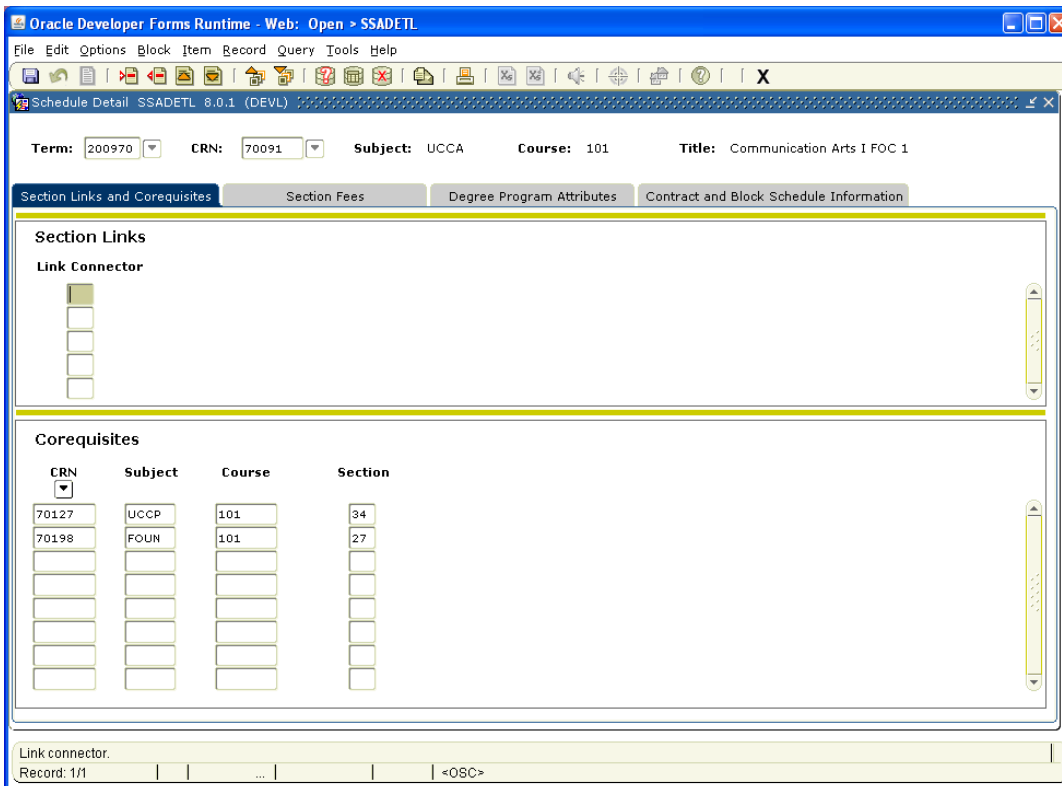 Oracle Developer Forms Runtime - Web: Open > SSADETL
File Edit Options Block Item Record Query Tools Help
X
Schedule Detail SSADETL 8.0.1 (DEVL)
Term: 200970 CRN: 70091 Subject: UCCA Course: 101 Title: Communication Arts I FOC 1
Section Links and Corequisites Section Fees Degree Program Attributes Contract and Block Schedule Information
Section Links
Link Connector
Corequisites
CRN Subject Course Section
70127 UCCP 101 34
70198 FOUN 101 27
Link connector.
Record: 1/1 ... <OSC>